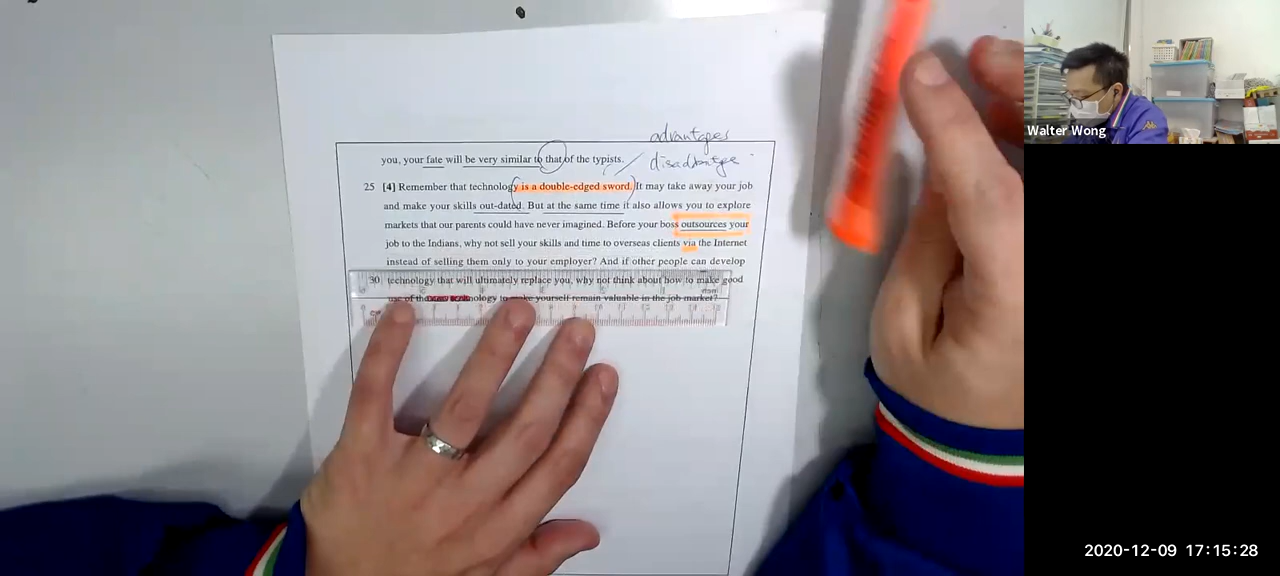 advantages
you, your fate will be very similar to that of the typists.
disadvantge
25 [4] Remember that technology is a double-edged sword. It may take away your job
and make your skills out-dated. But at the same time it also allows you to explore
markets that our parents could have never imagined. Before your boss outsources your
job to the Indians, why not sell your skills and time to overseas clients via the Internet
instead of selling them only to your employer? And if other people can develop
30 technology that will ultimately replace you, why not think about how to make good
use of the technology to make yourself remain valuable in the job market?
Walter Wong
2020-12-09 17:15:28